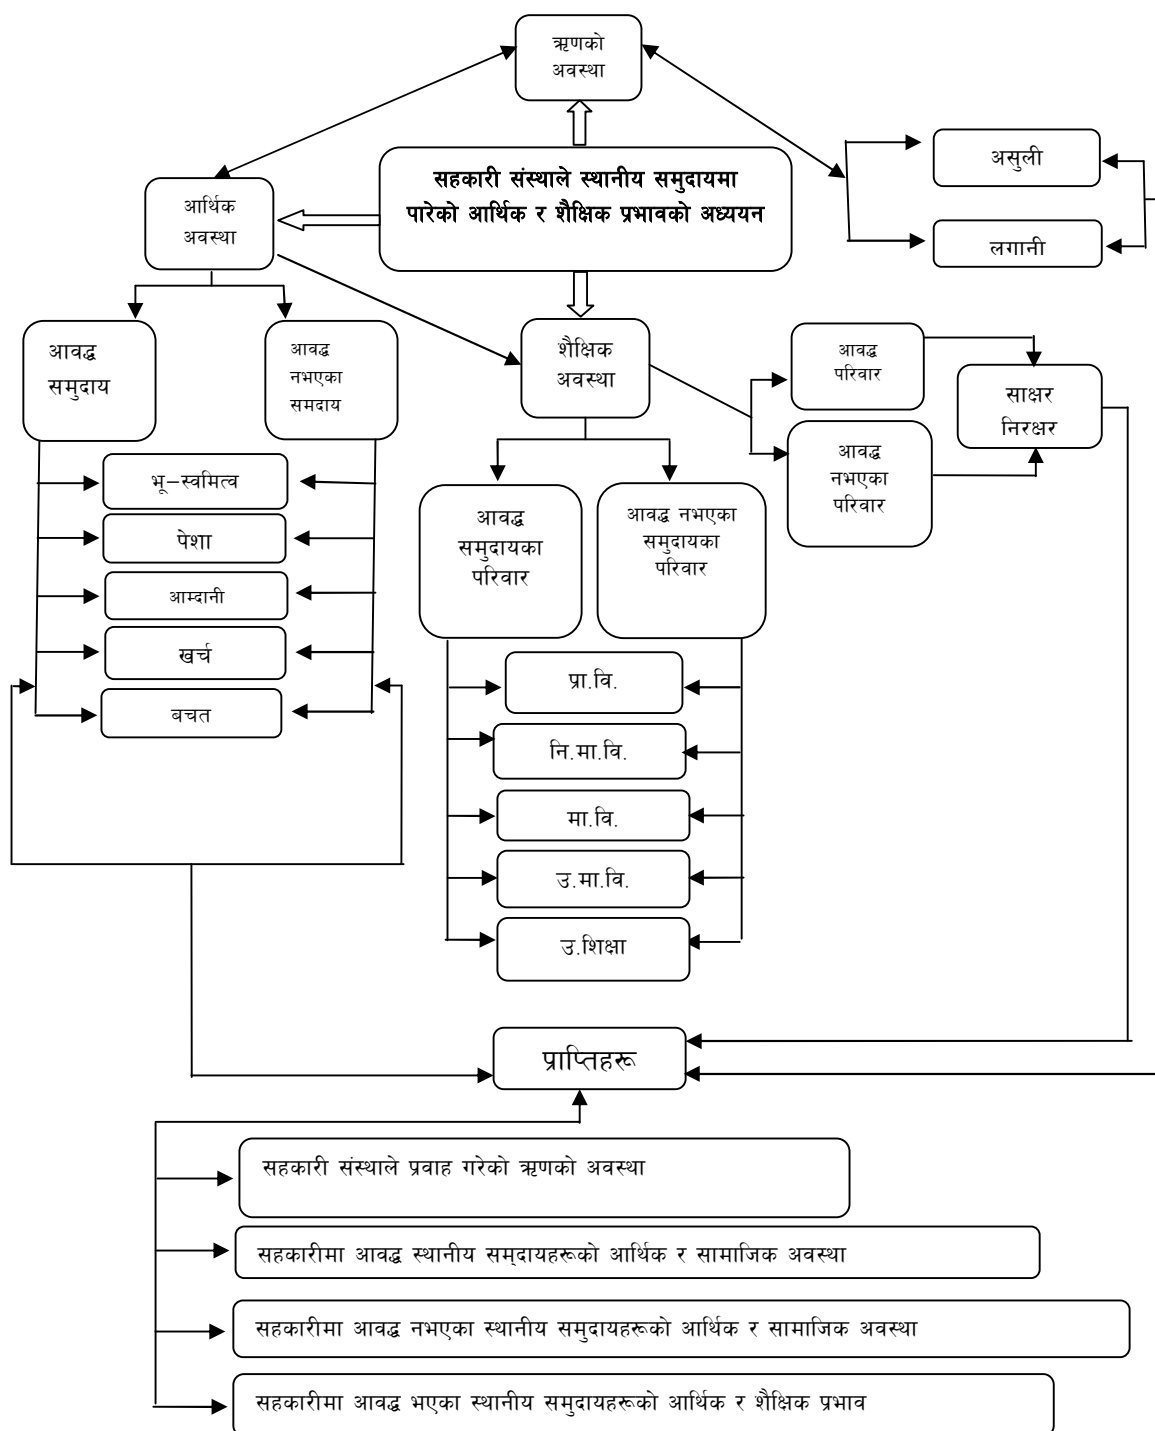 ऋणको
अवस्था
सहकारी संस्थाले स्थानीय समुदायमा
पारेको आर्थिक र शैक्षिक प्रभावको अध्ययन
असुली
लगानी
आर्थिक
अवस्था
आवद्ध
समुदाय
आवद्ध
नभएका
समदाय
शैक्षिक
अवस्था
आवद्ध
परिवार
आवद्ध
नभएका
परिवार
साक्षर
निरक्षर
भू–स्वमित्व
पेशा
आम्दानी
खर्च
बचत
आवद्ध
समुदायका
परिवार
आवद्ध नभएका
समुदायका
परिवार
प्रा.वि.
नि.मा.वि.
मा.वि.
उ.मा.वि.
उ.शिक्षा
प्राप्तिहरू
सहकारी संस्थाले प्रवाह गरेको ऋणको अवस्था
सहकारीमा आवद्ध स्थानीय सम्दायहरूको आर्थिक र सामाजिक अवस्था
सहकारीमा आवद्ध नभएका स्थानीय समुदायहरूको आर्थिक र सामाजिक अवस्था
सहकारीमा आवद्ध भएका स्थानीय समुदायहरूको आर्थिक र शैक्षिक प्रभाव